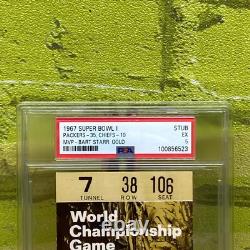 1967 SUPER BOWL I STUB
PACKERS-35, CHIEFS-10 EX
MVP-BART STARR GOLD 5
PSA 100856523
7 38 106
TUNNEL ROW SEAT
World
Championship
Game